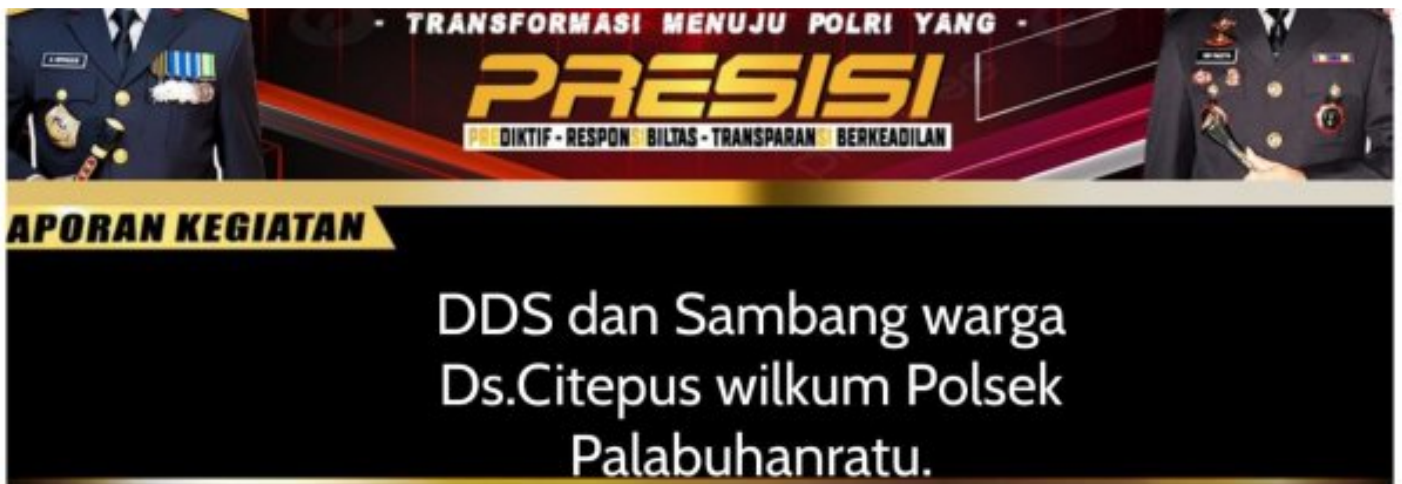 - TRANSFORMASI MENUJU POLRI YANG -
PRESISI
PREDIKTIF - RESPONSIBILTAS - TRANSPARANSI BERKEADILAN
APORAN KEGIATAN
DDS dan Sambang warga
Ds.Citepus wilkum Polsek
Palabuhanratu.